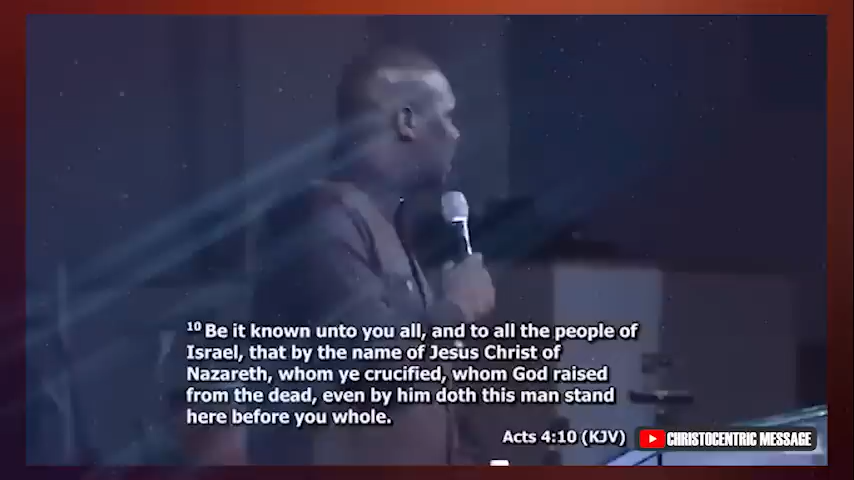 10 Be it known unto you all, and to all the people of
Israel, that by the name of Jesus Christ of
Nazareth, whom ye crucified, whom God raised
from the dead, even by him doth this man stand
here before you whole.
Acts 4:10 (KJV)
CHRISTOCENTRIC MESSAGE